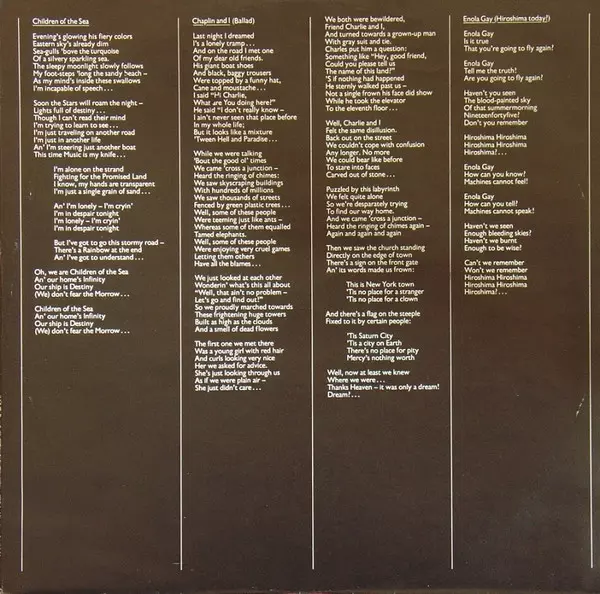 Children of the Sea
Evening's glowing his fiery colors
Eastern sky's already dim
Sea-gulls 'bove the turquoise
Of a silvery sparkling sea.
The sleepy moonlight slowly follows
My foot-steps 'long the sandy beach –
As my mind's inside these swallows
I'm incapable of speech...
Soon the Stars will roam the night –
Lights full of destiny...
Though I can't read their mind
I'm trying to learn to see...
I'm just traveling on another road
I'm just in another life
An' I'm steering just another boat
This time Music is my knife...
I'm alone on the strand
Fighting for the Promised Land
I know, my hands are transparent
I'm just a single grain of sand...
An' I'm lonely – I'm cryin'
I'm in despair tonight
I'm lonely – I'm cryin'
I'm in despair tonight
But I've got to go this stormy road –
There's a Rainbow at the end
An' I've got to understand...
Oh, we are Children of the Sea
An' our home's Infinity
Our ship is Destiny
(We) don't fear the Morrow...
Children of the Sea
An' our home's Infinity
Our ship is Destiny
(We) don't fear the Morrow...
Chaplin and I (Ballad)
Last night I dreamed
It's a lonely tramp...
And on the road I met one
Of my dear old friends.
His giant boat shoes
And black, baggy trousers
Were topped by a funny hat,
Cane and moustache...
I said "Hi Charlie,
What are You doing here!"
He said "I don't really know –
I ain't never seen that place before
In my whole life;
But it looks like a mixture
'Tween Hell and Paradise...
While we were talking
'Bout the good ol' times
We came 'cross a junction –
Heard the ringing of chimes:
We saw skyscraping buildings
With hundreds of millions
We saw thousands of streets
Fenced by green plastic trees...
Well, some of these people
Were teeming just like ants –
Whereas some of them equalled
Tamed elephants.
Well, some of these people
Were enjoying very cruel games
Letting them others
Have all the blames...
We just looked at each other
Wonderin' what's this all about
"Well, that ain't no problem –
Let's go and find out!"
So we proudly marched towards
These frightening huge towers
Built as high as the clouds
And a smell of dead flowers
The first one we met there
Was a young girl with red hair
And curls looking very nice
Her we asked for advice.
She's just looking through us
As if we were plain air –
She just didn't care...
We both were bewildered,
Friend Charlie and I,
And turned towards a grown-up man
With gray suit and tie.
Charles put him a question:
Something like "Hey, good friend,
Could you please tell us
The name of this land!"
'S if nothing had happened
He sternly walked past us –
Not a single frown his face did show
While he took the elevator
To the eleventh floor...
Well, Charlie and I
Felt the same disillusion.
Back out on the street
We couldn't cope with confusion
Any longer. No more
We could bear like before
To stare into faces
Carved out of stone...
Puzzled by this labyrinth
We felt quite alone
So we're desparately trying
To find our way home.
And we came 'cross a junction –
Heard the ringing of chimes again –
Again and again and again
Then we saw the church standing
Directly on the edge of town
There's a sign on the front gate
An' its words made us frown:
This is New York town
'Tis no place for a stranger
'Tis no place for a clown
And there's a flag on the steeple
Fixed to it by certain people:
'Tis Saturn City
'Tis'a city on Earth
There's no place for pity
Mercy's nothing worth
Well, now at least we knew
Where we were...
Thanks Heaven – it was only a dream!
Dream?...
Enola Gay (Hiroshima today?)
Enola Gay
Is it true
That you're going to fly again?
Enola Gay
Tell me the truth?
Are you going to fly again?
Haven't you seen
The blood-painted sky
Of that summermorning
Nineteenfortyfive?
Don't you remember
Hiroshima Hiroshima
Hiroshima Hiroshima
Hiroshima?...
Enola Gay
How can you know?
Machines cannot feel!
Enola Gay
How can you tell?
Machines cannot speak!
Haven't we seen
Enough bleeding skies?
Haven't we burnt
Enough to be wise?
Can't we remember
Won't we remember
Hiroshima Hiroshima
Hiroshima Hiroshima
Hiroshima?...